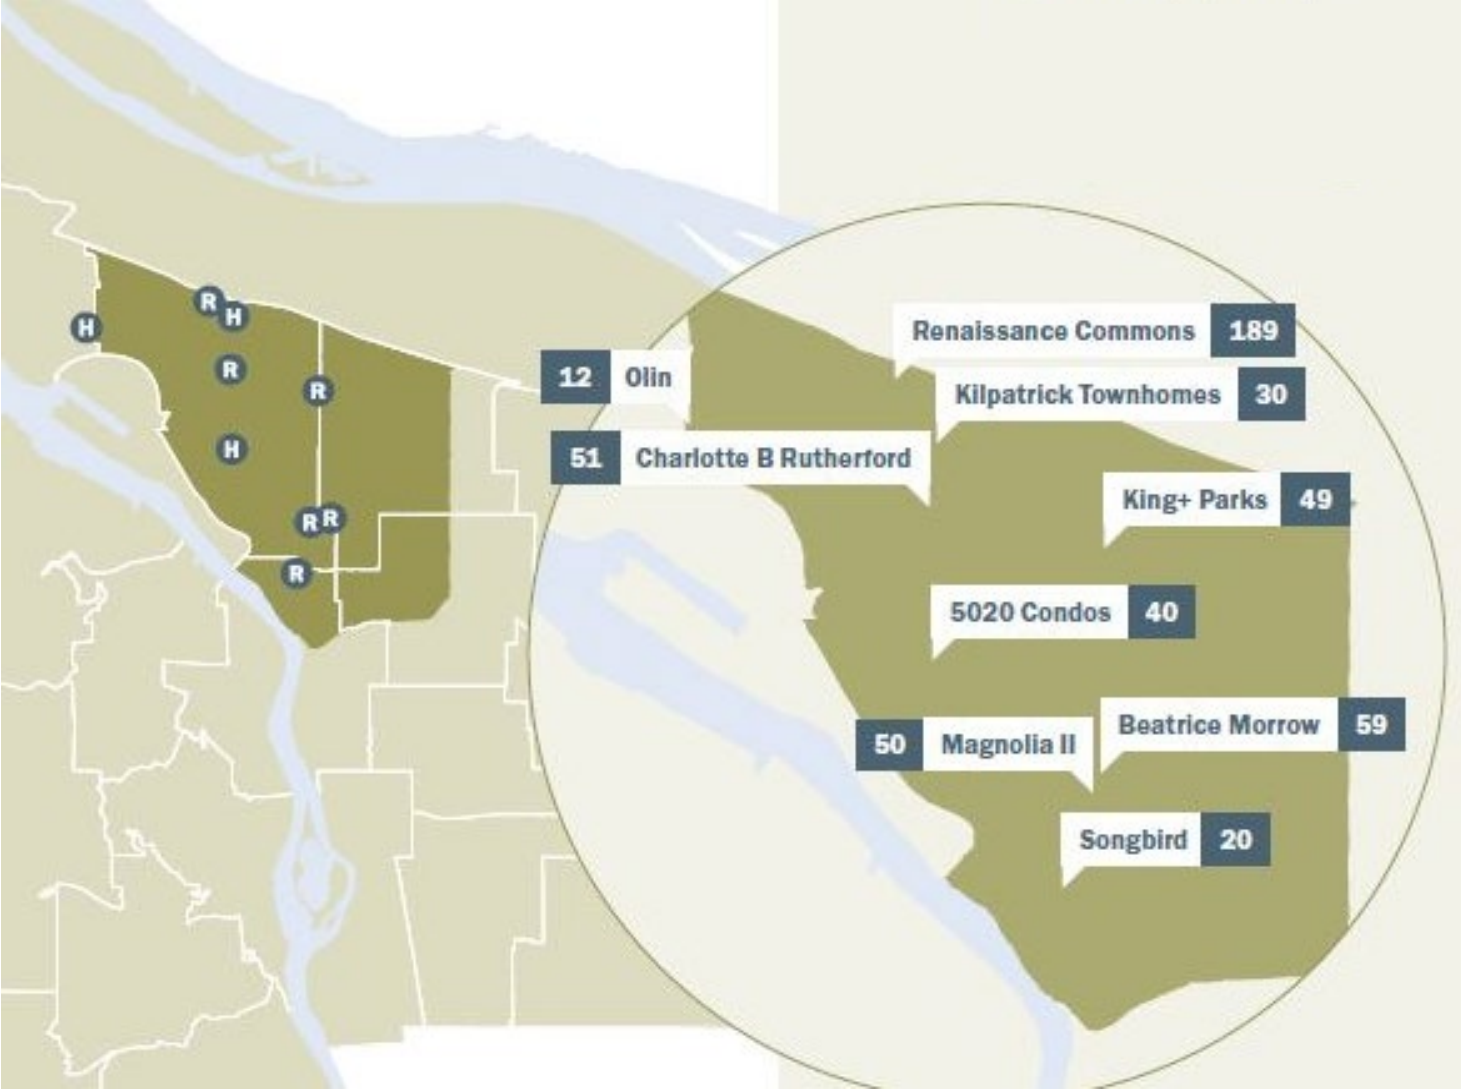 R
H
H
R
R
H
R R
R
Renaissance Commons 189
12 Olin
Kilpatrick Townhomes 30
51 Charlotte B Rutherford
King+ Parks 49
5020 Condos 40
Beatrice Morrow 59
50 Magnolia II
Songbird 20